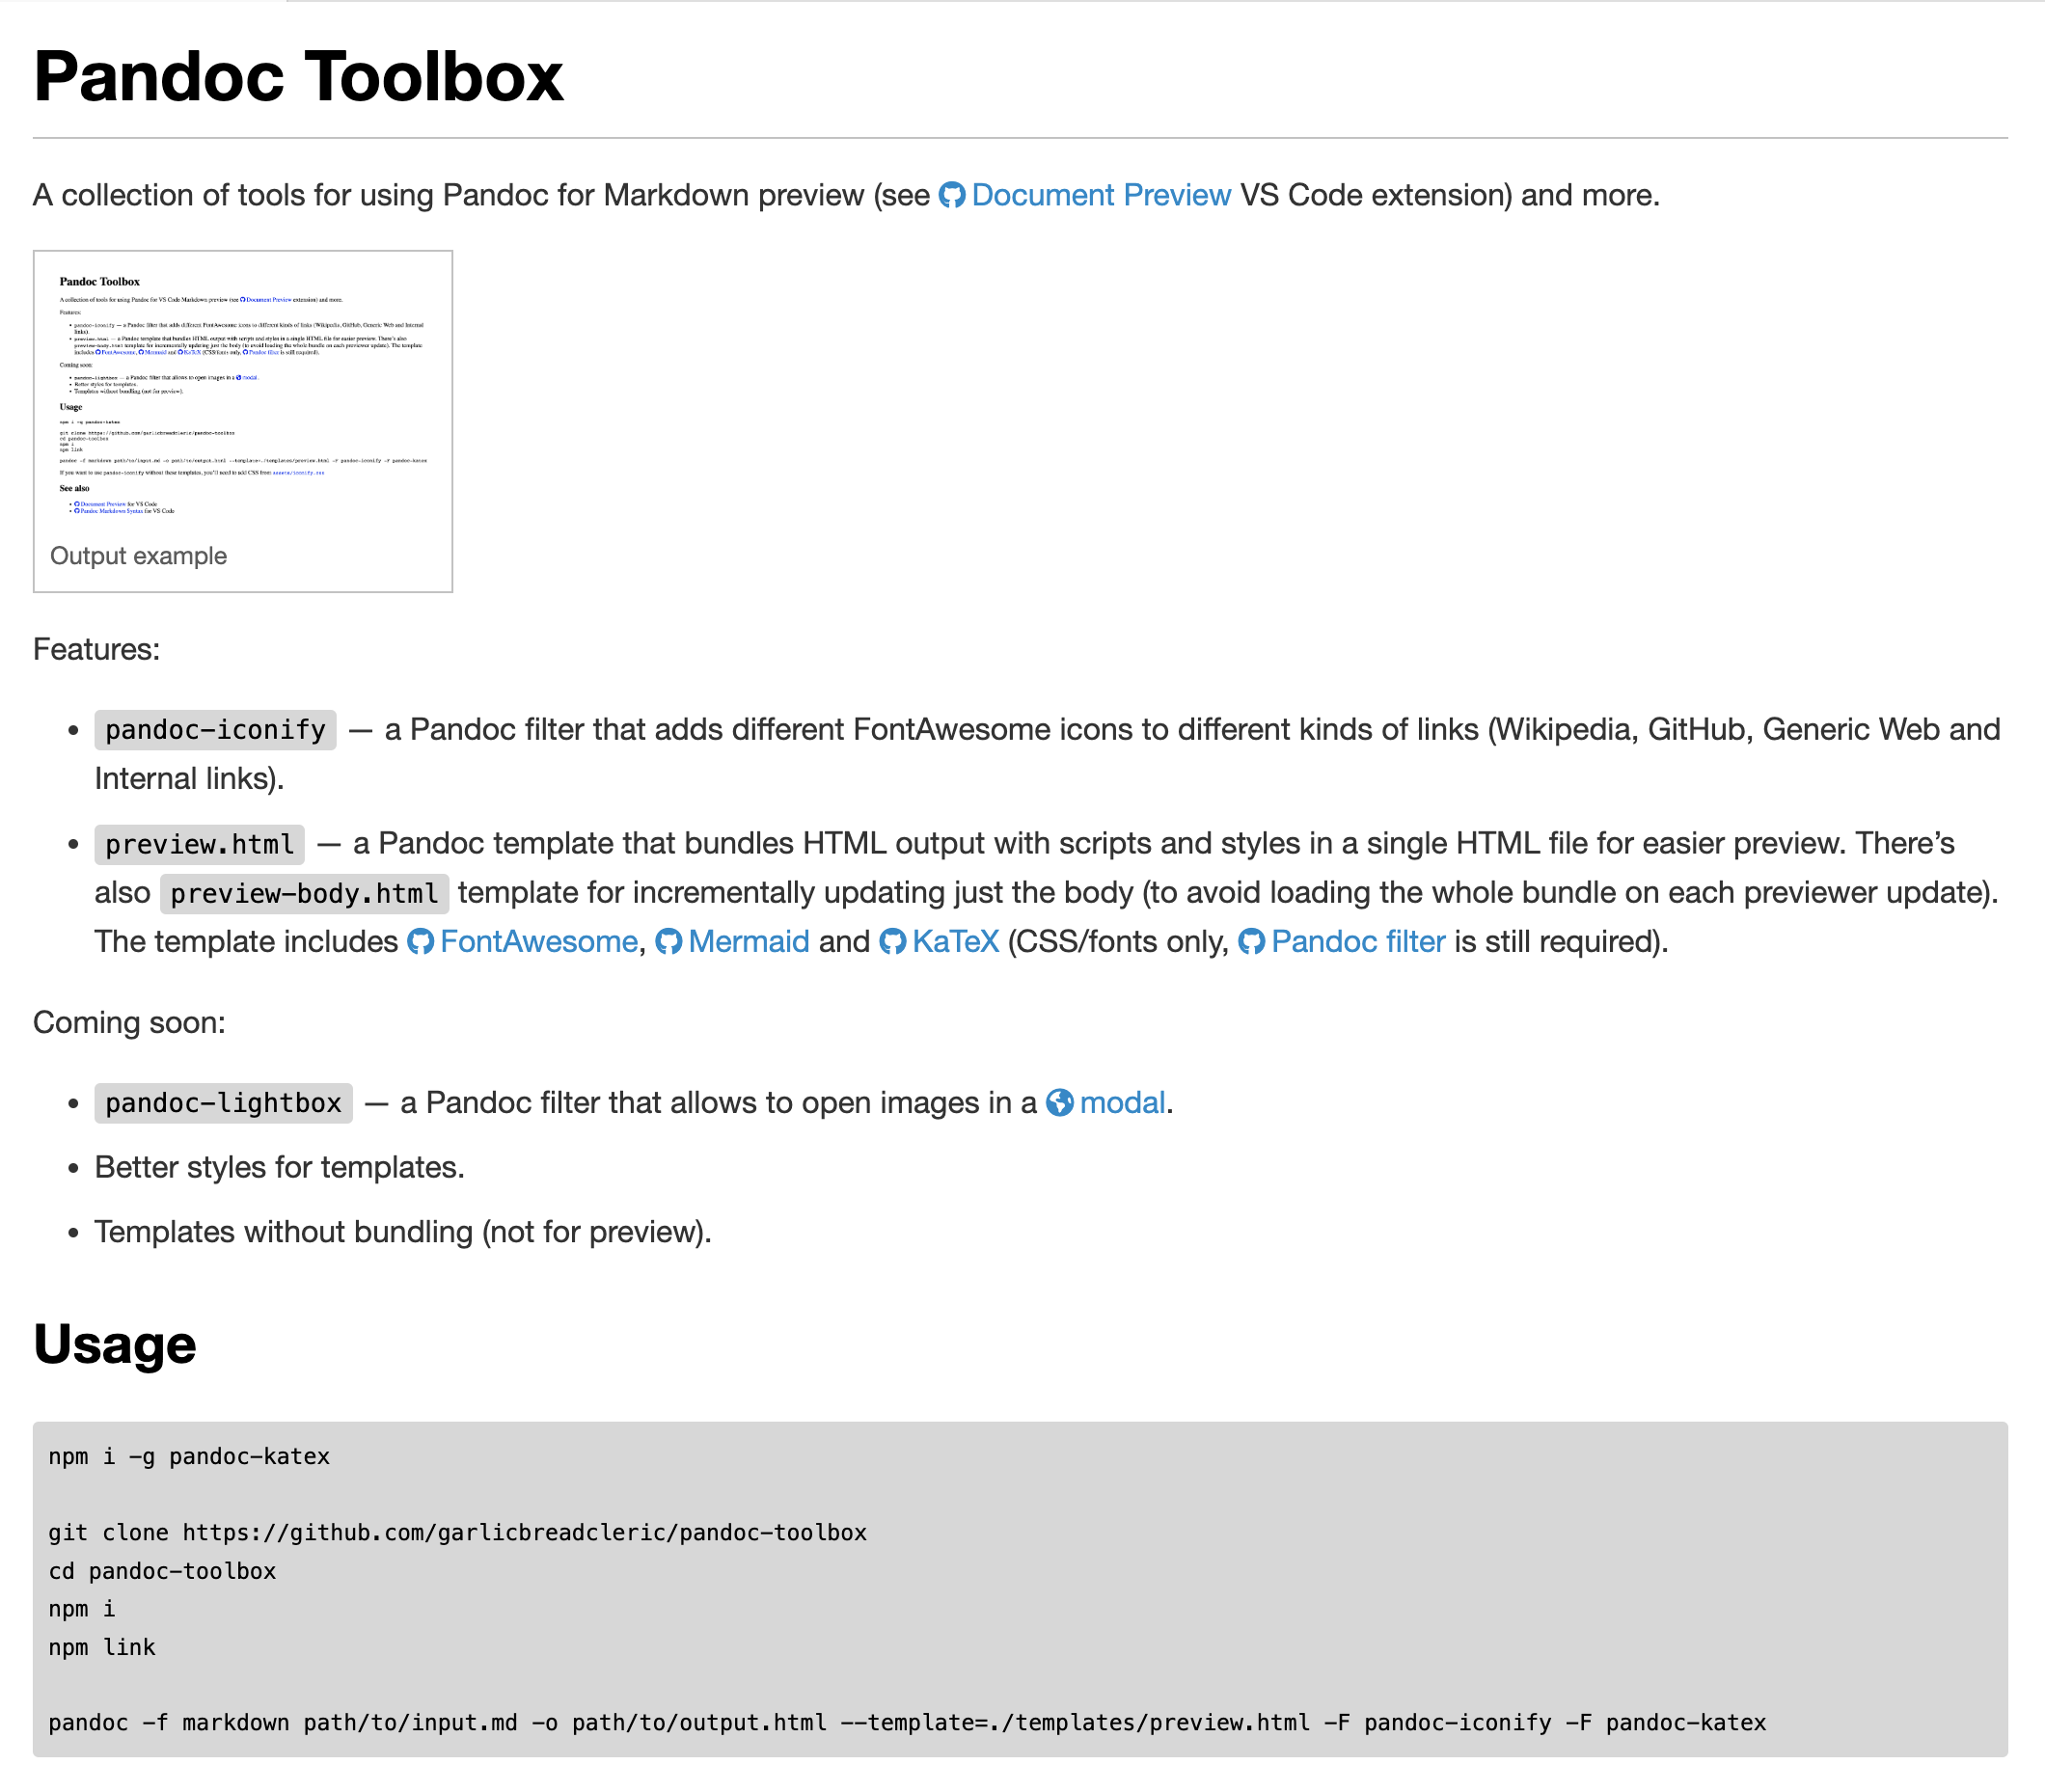 Pandoc Toolbox
A collection of tools for using Pandoc for Markdown preview (see Document Preview VS Code extension) and more.
Pandoc Toolbox
A collection of tools for using Pandoc for VS Code Markdown preview (see Document Preview extension) and more.
Features:
• pandoc-iconify — a Pandoc filter that adds different FontAwesome icons to different kinds of links (Wikipedia, GitHub, Generic Web and Internal
links).
• preview.html — a Pandoc template that bundles HTML output with scripts and styles in a single HTML file for easier preview. There's also
preview-body.html template for incrementally updating just the body (to avoid loading the whole bundle on each previewer update). The template
includes FontAwesome, Mermaid and KaTeX (CSS/fonts only, Pandoc filter is still required).
Coming soon:
• pandoc-lightbox — a Pandoc filter that allows to open images in a modal.
• Better styles for templates.
• Templates without bundling (not for preview).
Usage
npm i -g pandoc-katex
git clone https://github.com/garlicbreadcleric/pandoc-toolbox
cd pandoc-toolbox
npm i
npm link
pandoc -f markdown path/to/input.md -o path/to/output.html --template=./templates/preview.html -F pandoc-iconify -F pandoc-katex
If you want to use pandoc-iconify without these templates, you'll need to add CSS from assets/iconify.css
See also
• Document Preview for VS Code
• Pandoc Markdown Syntax for VS Code
Output example
Features:
• pandoc-iconify — a Pandoc filter that adds different FontAwesome icons to different kinds of links (Wikipedia, GitHub, Generic Web and
Internal links).
• preview.html — a Pandoc template that bundles HTML output with scripts and styles in a single HTML file for easier preview. There’s
also preview-body.html template for incrementally updating just the body (to avoid loading the whole bundle on each previewer update).
The template includes FontAwesome, Mermaid and KaTeX (CSS/fonts only, Pandoc filter is still required).
Coming soon:
• pandoc-lightbox — a Pandoc filter that allows to open images in a modal.
• Better styles for templates.
• Templates without bundling (not for preview).
Usage
npm i -g pandoc-katex
git clone https://github.com/garlicbreadcleric/pandoc-toolbox
cd pandoc-toolbox
npm i
npm link
pandoc -f markdown path/to/input.md -o path/to/output.html --template=./templates/preview.html -F pandoc-iconify -F pandoc-katex